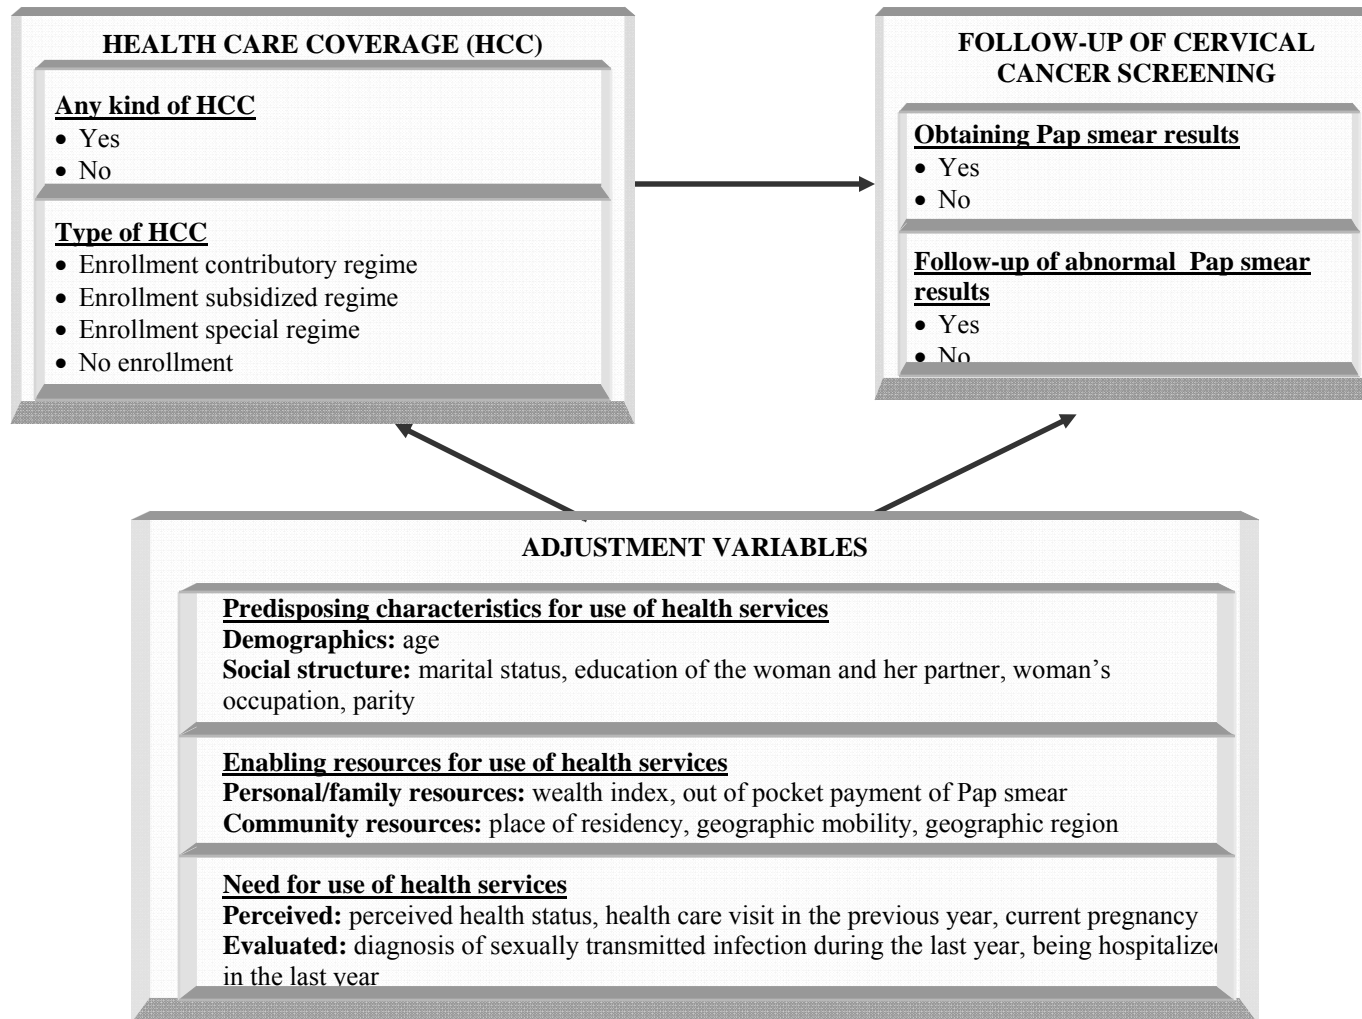 HEALTH CARE COVERAGE (HCC)
Any kind of HCC
• Yes
• No
Type of HCC
• Enrollment contributory regime
• Enrollment subsidized regime
• Enrollment special regime
• No enrollment
FOLLOW-UP OF CERVICAL
CANCER SCREENING
Obtaining Pap smear results
• Yes
• No
Follow-up of abnormal Pap smear
results
• Yes
• No
ADJUSTMENT VARIABLES
Predisposing characteristics for use of health services
Demographics: age
Social structure: marital status, education of the woman and her partner, woman's
occupation, parity
Enabling resources for use of health services
Personal/family resources: wealth index, out of pocket payment of Pap smear
Community resources: place of residency, geographic mobility, geographic region
Need for use of health services
Perceived: perceived health status, health care visit in the previous year, current pregnancy
Evaluated: diagnosis of sexually transmitted infection during the last year, being hospitalized
in the last year